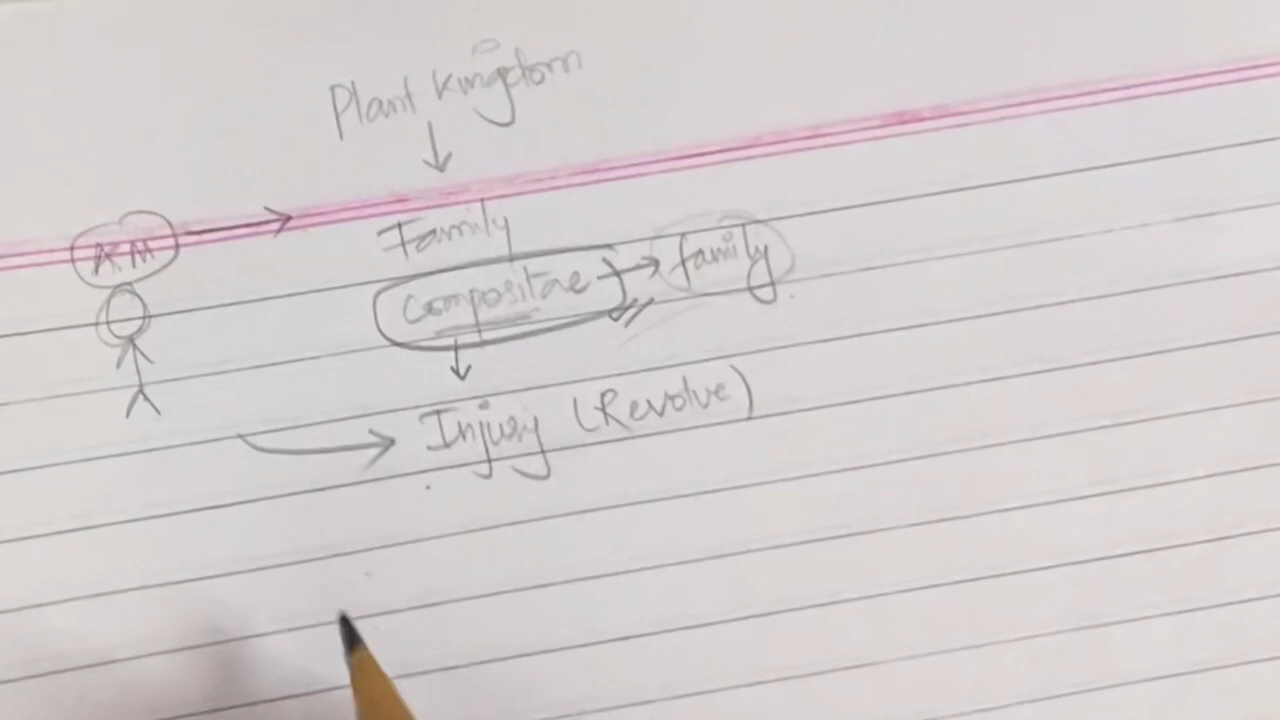 Plant Kingdom
AM
Family
Compositae → family
Injury (Revolve)